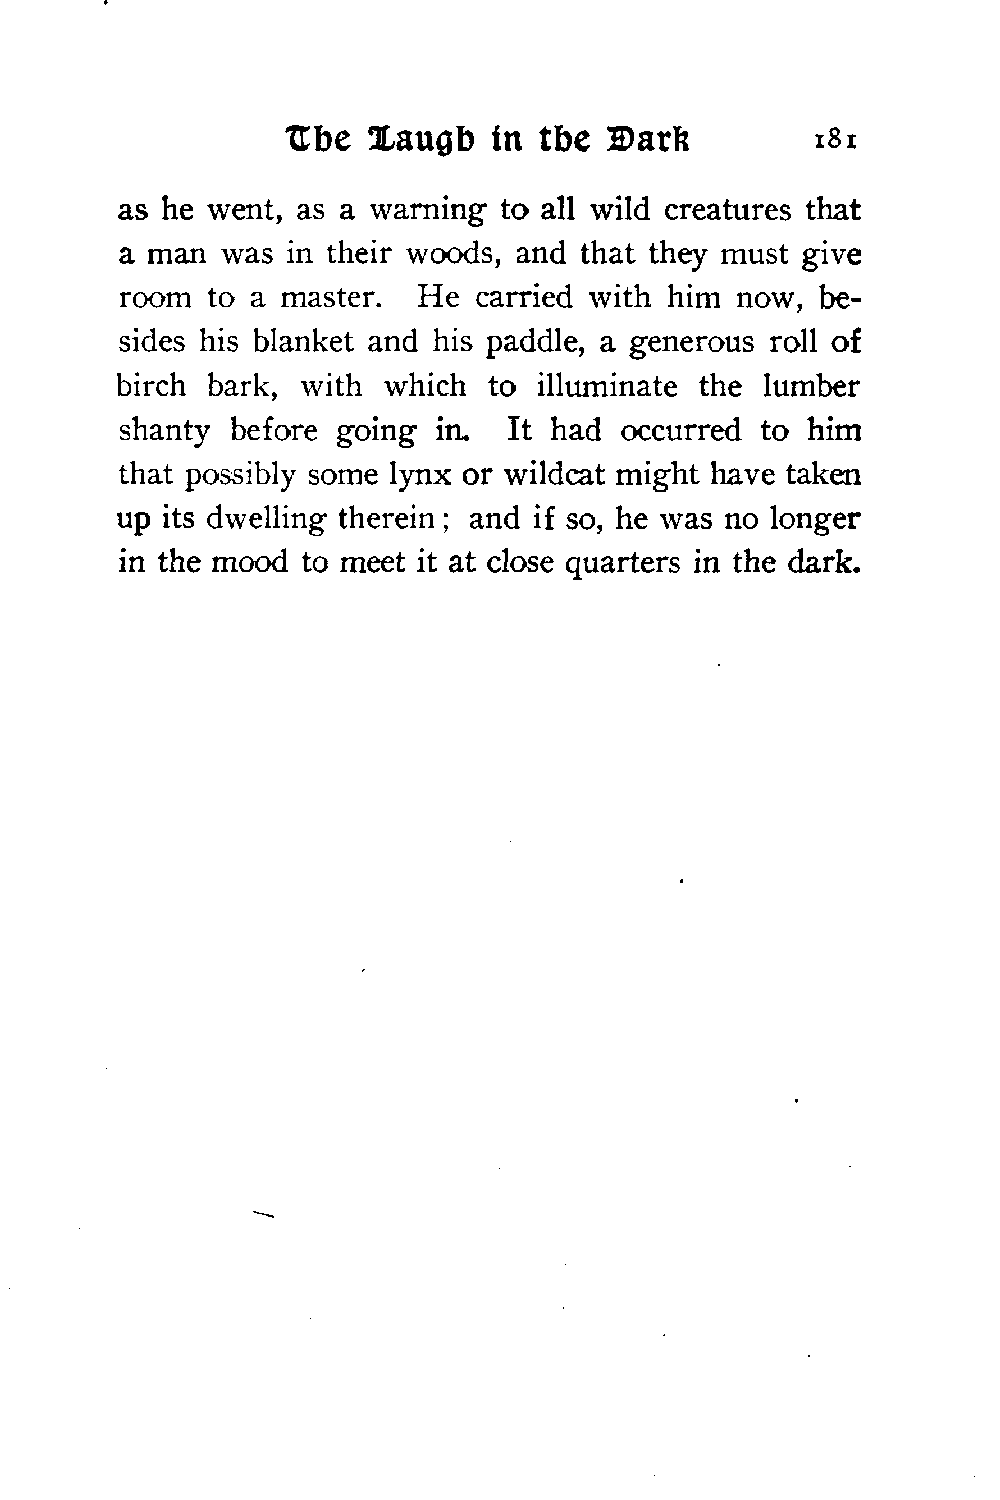 The Laugh in the Dark 181
as he went, as a warning to all wild creatures that
a man was in their woods, and that they must give
room to a master. He carried with him now, be-
sides his blanket and his paddle, a generous roll of
birch bark, with which to illuminate the lumber
shanty before going in. It had occurred to him
that possibly some lynx or wildcat might have taken
up its dwelling therein ; and if so, he was no longer
in the mood to meet it at close quarters in the dark.